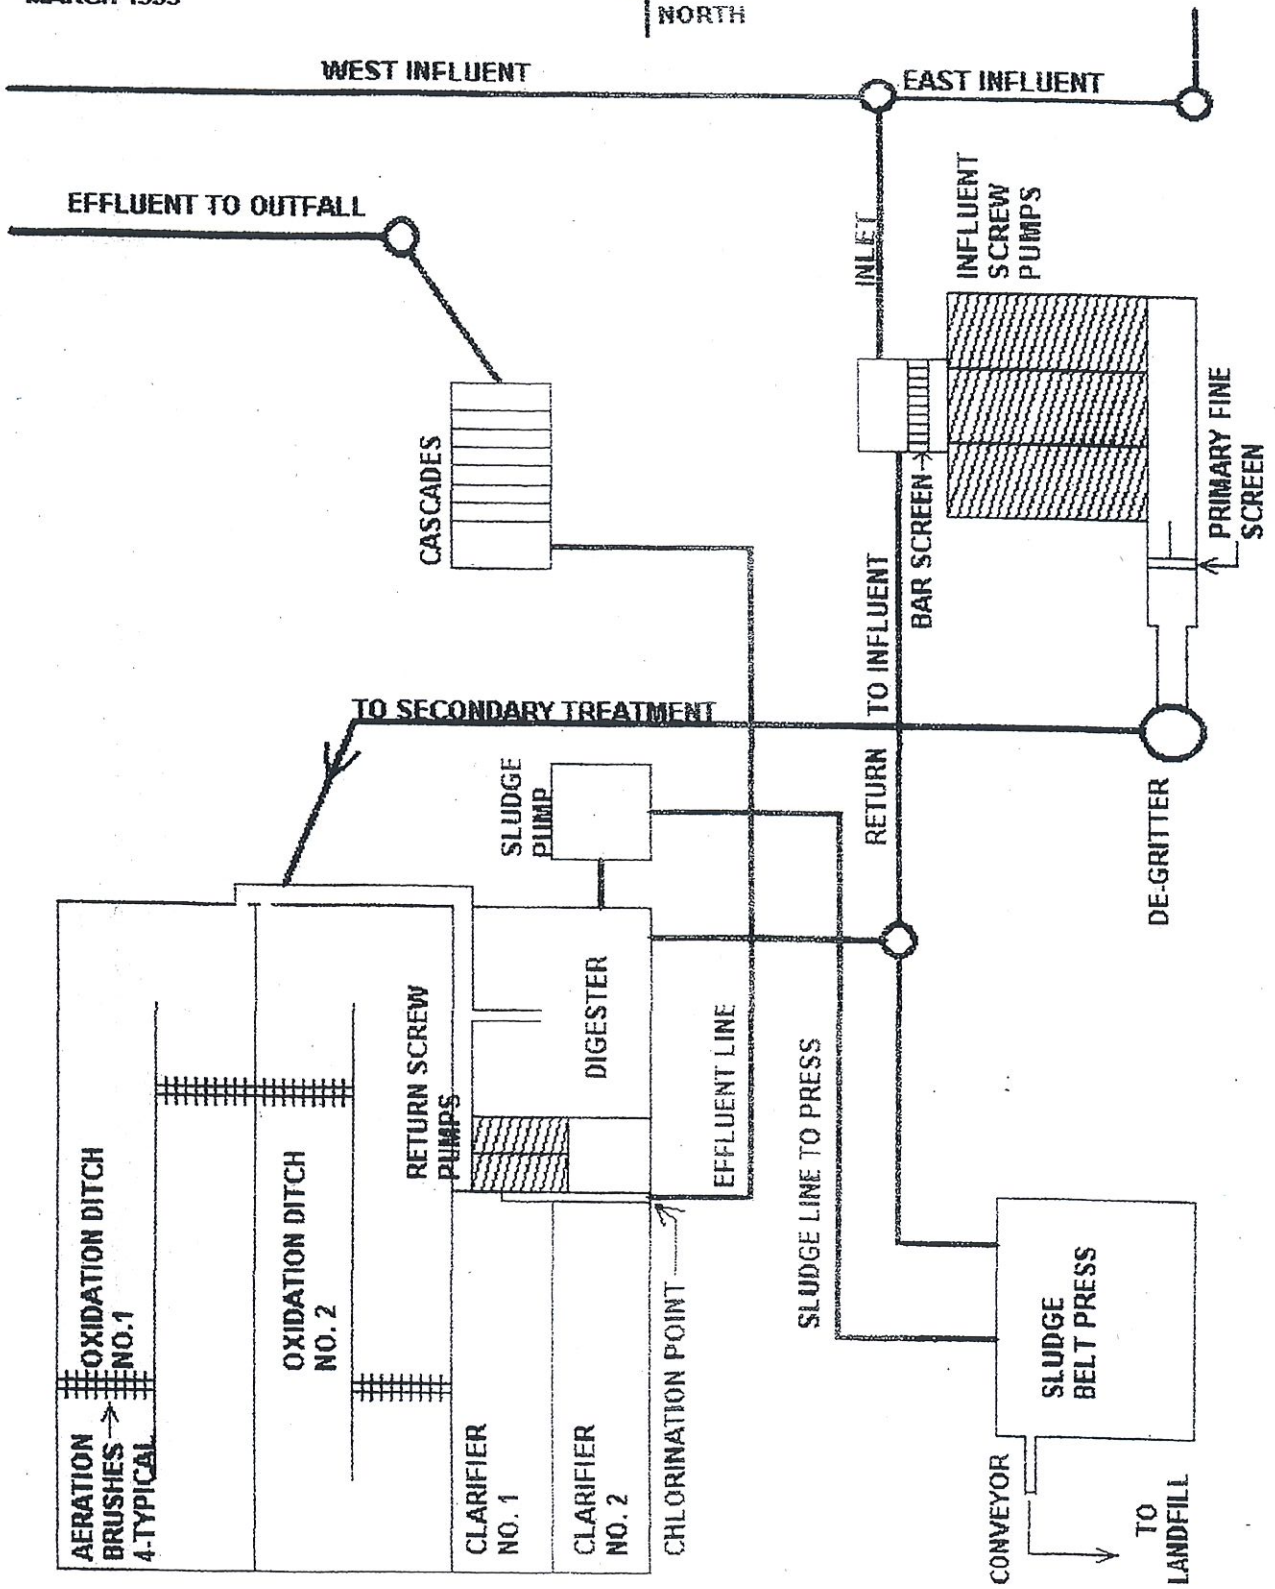 MARCH 1995
NORTH
WEST INFLUENT
EAST INFLUENT
EFFLUENT TO OUTFALL
INLET
INFLUENT
SCREW
PUMPS
CASCADES
BAR SCREEN
PRIMARY FINE
SCREEN
RETURN TO INFLUENT
TO SECONDARY TREATMENT
SLUDGE
PUMP
DE-GRITTER
RETURN SCREW
PUMPS
DIGESTER
EFFLUENT LINE
SLUDGE LINE TO PRESS
OXIDATION DITCH
NO.1
OXIDATION DITCH
NO. 2
AERATION
BRUSHES
4-TYPICAL
CLARIFIER
NO. 1
CLARIFIER
NO. 2
CHLORINATION POINT
SLUDGE
BELT PRESS
CONVEYOR
TO
LANDFILL